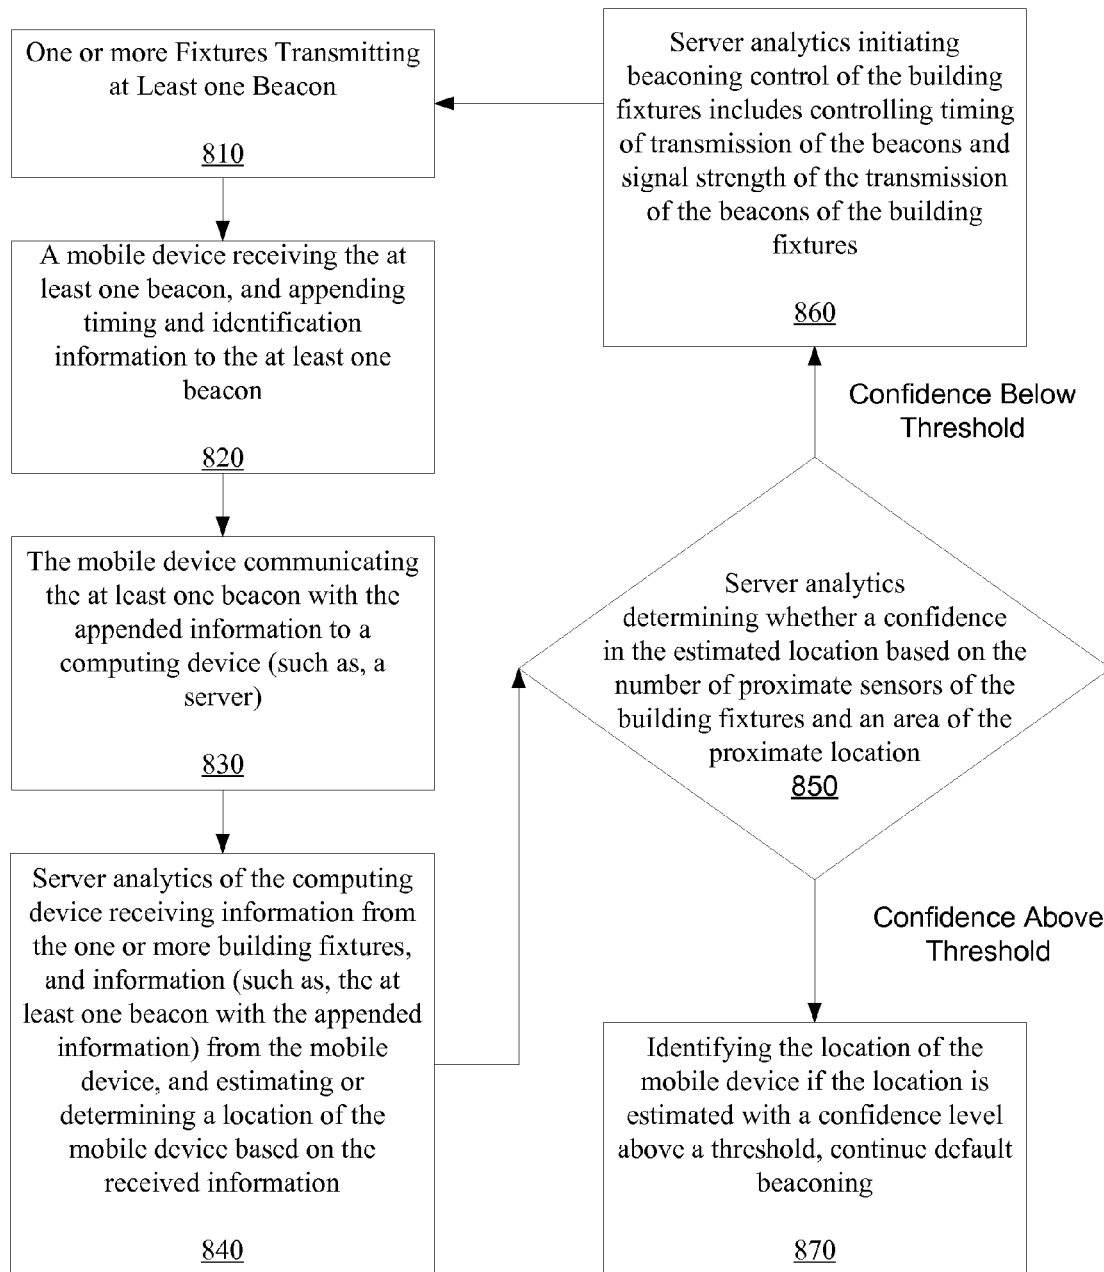 One or more Fixtures Transmitting
at Least one Beacon
810
A mobile device receiving the at
least one beacon, and appending
timing and identification
information to the at least one
beacon
820
The mobile device communicating
the at least one beacon with the
appended information to a
computing device (such as, a
server)
830
Server analytics of the computing
device receiving information from
the one or more building fixtures,
and information (such as, the at
least one beacon with the appended
information) from the mobile
device, and estimating or
determining a location of the
mobile device based on the
received information
840
Server analytics initiating
beaconing control of the building
fixtures includes controlling timing
of transmission of the beacons and
signal strength of the transmission
of the beacons of the building
fixtures
860
Confidence Below
Threshold
Server analytics
determining whether a confidence
in the estimated location based on the
number of proximate sensors of the
building fixtures and an area of the
proximate location
850
Confidence Above
Threshold
Identifying the location of the
mobile device if the location is
estimated with a confidence level
above a threshold, continue default
beaconing
870